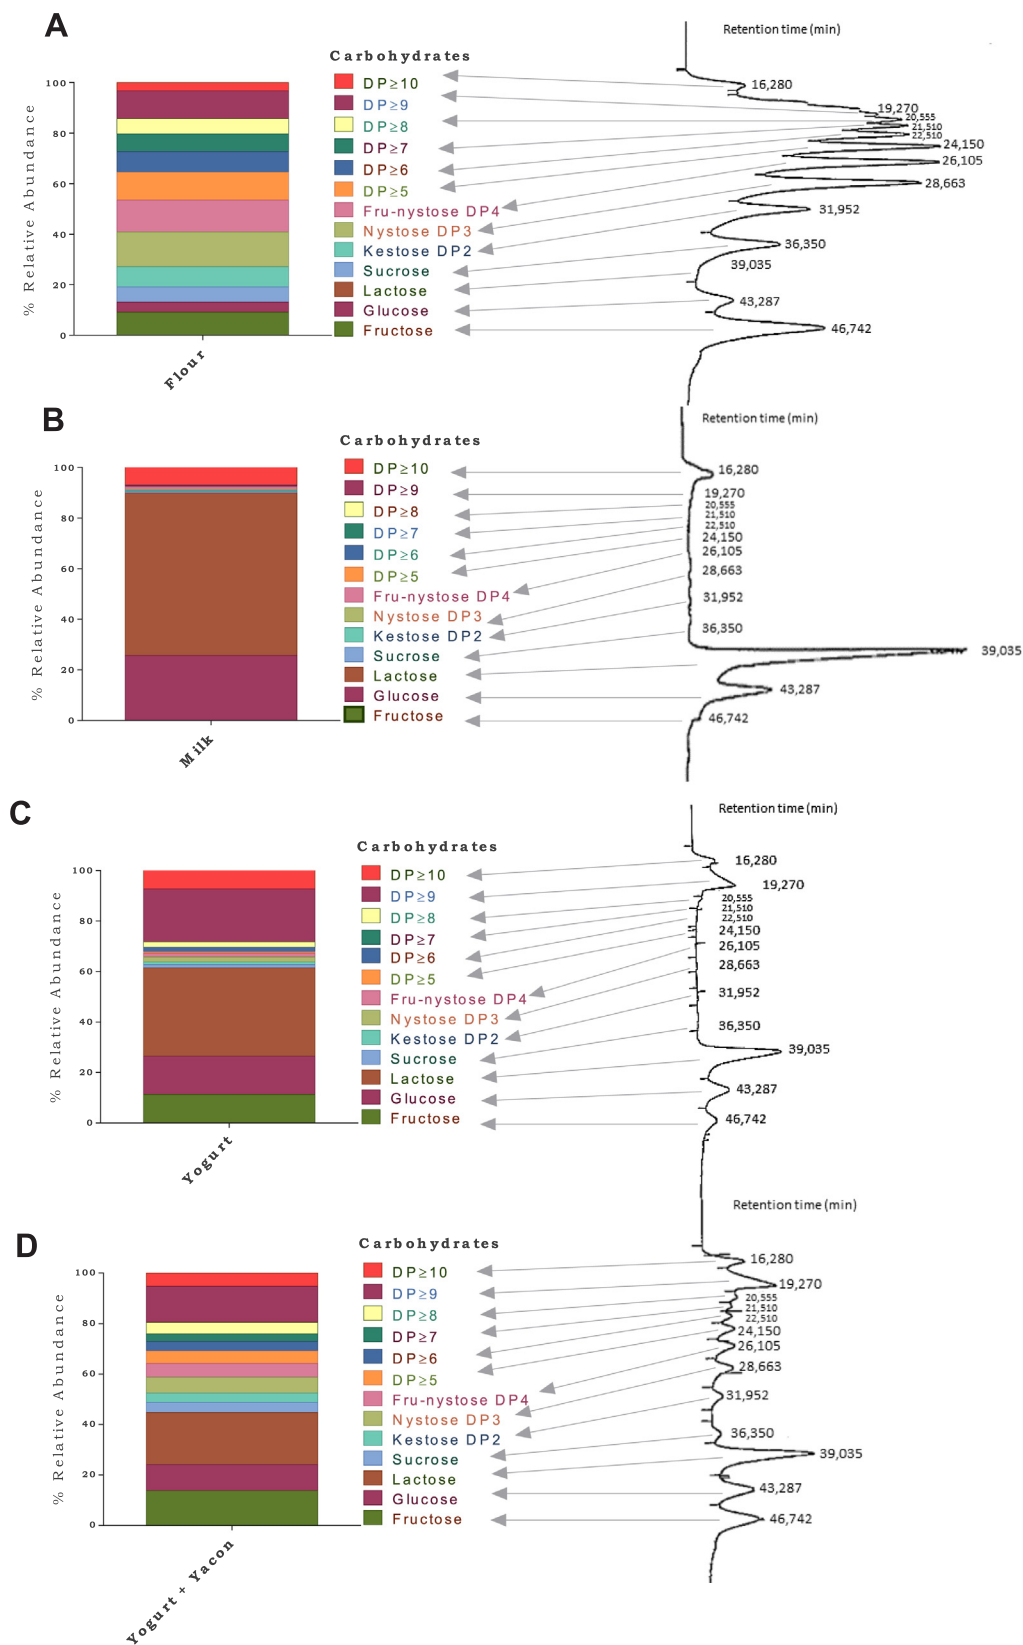 A
Retention time (min)
Carbohydrates
% Relative Abundance
100
80
60
40
20
0
Flour
DP≥10
DP≥9
DP≥8
DP≥7
DP≥6
DP≥5
Fru-nystose DP4
Nystose DP3
Kestose DP2
Sucrose
Lactose
Glucose
Fructose
16,280
19,270
20,555
21,510
22,510
24,150
26,105
28,663
31,952
36,350
39,035
43,287
46,742
B
Retention time (min)
Carbohydrates
% Relative Abundance
100
80
60
40
20
0
Milk
DP≥10
DP≥9
DP≥8
DP≥7
DP≥6
DP≥5
Fru-nystose DP4
Nystose DP3
Kestose DP2
Sucrose
Lactose
Glucose
Fructose
16,280
19,270
20,555
21,510
22,510
24,150
26,105
28,663
31,952
36,350
39,035
43,287
46,742
C
Retention time (min)
Carbohydrates
% Relative Abundance
100
80
60
40
20
0
Yogurt
DP≥10
DP≥9
DP≥8
DP≥7
DP≥6
DP≥5
Fru-nystose DP4
Nystose DP3
Kestose DP2
Sucrose
Lactose
Glucose
Fructose
16,280
19,270
20,555
21,510
22,510
24,150
26,105
28,663
31,952
36,350
39,035
43,287
46,742
D
Retention time (min)
Carbohydrates
% Relative Abundance
100
80
60
40
20
0
Yogurt + Yacon
DP≥10
DP≥9
DP≥8
DP≥7
DP≥6
DP≥5
Fru-nystose DP4
Nystose DP3
Kestose DP2
Sucrose
Lactose
Glucose
Fructose
16,280
19,270
20,555
21,510
22,510
24,150
26,105
28,663
31,952
36,350
39,035
43,287
46,742